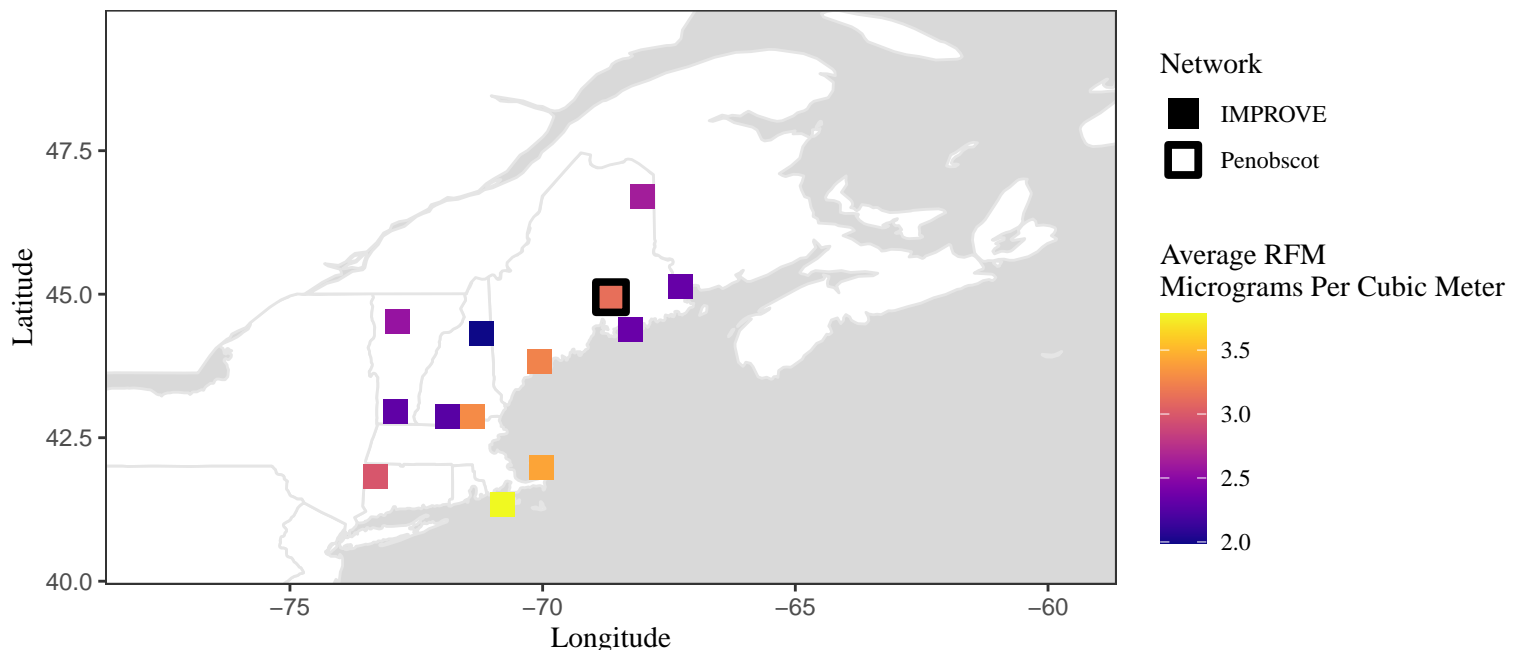 47.5
45.0
42.5
40.0
Latitude
−75
−70
−65
−60
Longitude
Network
IMPROVE
Penobscot
Average RFM
Micrograms Per Cubic Meter
3.5
3.0
2.5
2.0